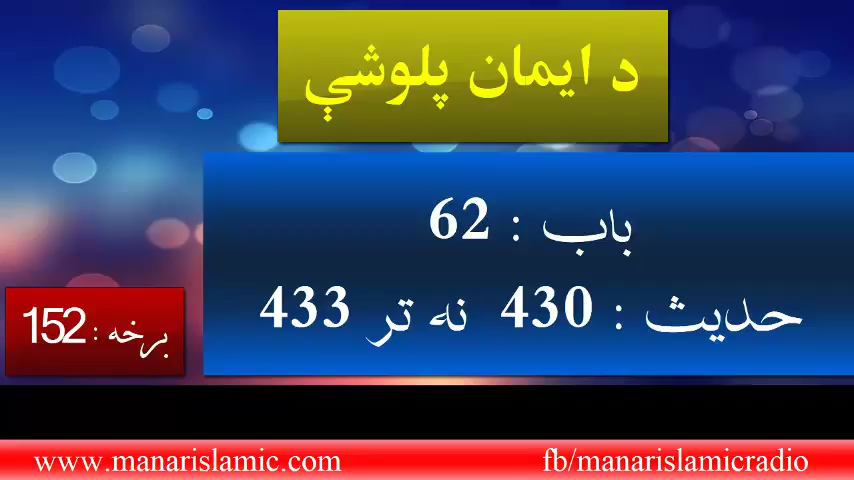 د ایمان پلوشې
باب : 62
حدیث : 430 نه تر 433
برخه : 152
www.manarislamic.com
fb/manarislamicradio